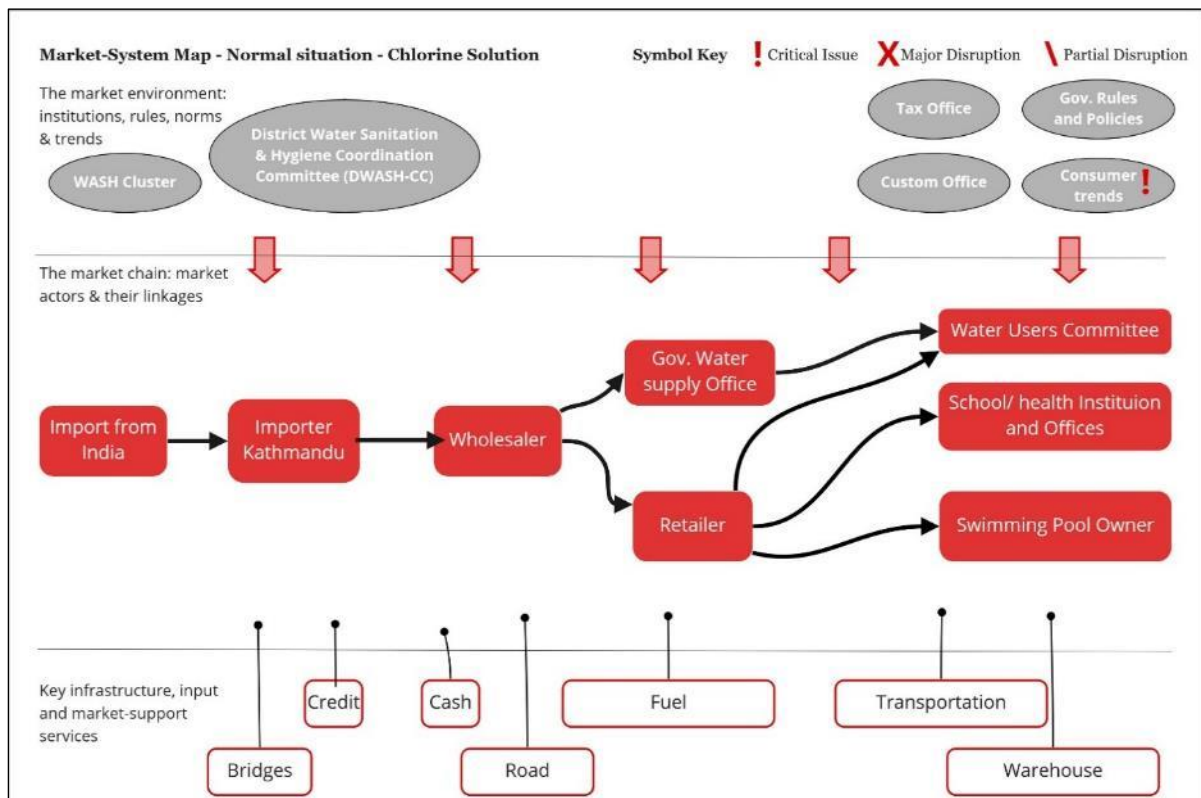 Market-System Map - Normal situation - Chlorine Solution
Symbol Key
! Critical Issue
X Major Disruption
\ Partial Disruption
The market environment:
institutions, rules, norms
& trends
WASH Cluster
District Water Sanitation
& Hygiene Coordination
Committee (DWASH-CC)
Tax Office
Gov. Rules
and Policies
Custom Office
Consumer
trends !
The market chain: market
actors & their linkages
Import from
India
Importer
Kathmandu
Wholesaler
Gov. Water
supply Office
Retailer
Water Users Committee
School/ health Instituion
and Offices
Swimming Pool Owner
Key infrastructure, input
and market-support
services
Credit
Cash
Fuel
Transportation
Bridges
Road
Warehouse